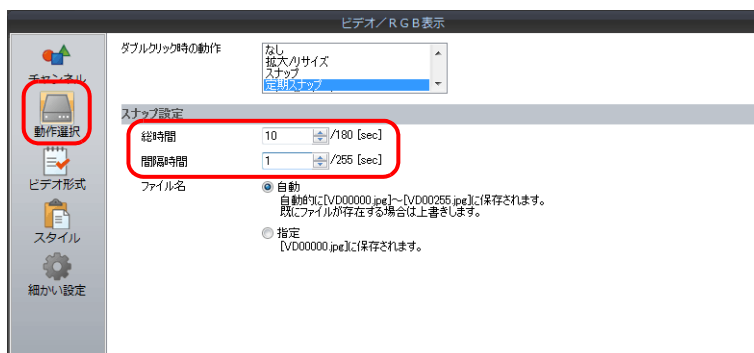 ビデオ/RGB表示
チャンネル
動作選択
ビデオ形式
スタイル
細かい設定
ダブルクリック時の動作
なし
拡大/リサイズ
スナップ
定期スナップ
スナップ設定
総時間 10 /180 [sec]
間隔時間 1 /255 [sec]
ファイル名 自動
自動的に[VD00000.jpg]~[VD00255.jpg]に保存されます。
既にファイルが存在する場合は上書きします。
指定
[VD00000.jpg]に保存されます。